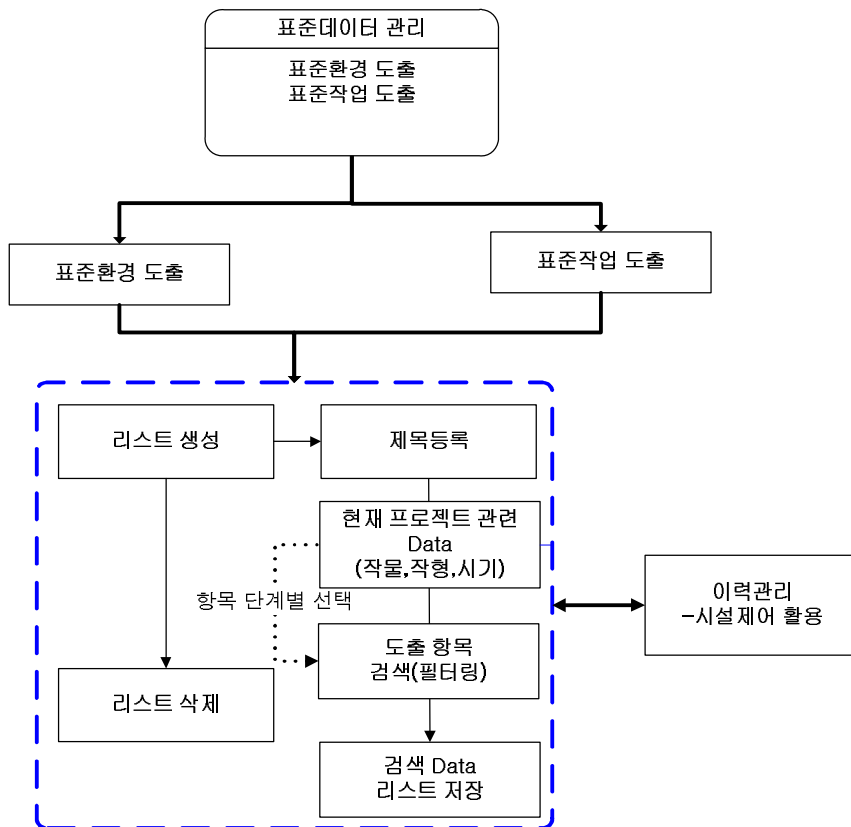 표준데이터 관리
표준환경 도출
표준작업 도출
표준환경 도출
표준작업 도출
리스트 생성
제목등록
현재 프로젝트 관련
Data
(작물,작형,시기)
항목 단계별 선택
도출 항목
검색(필터링)
리스트 삭제
검색 Data
리스트 저장
이력관리
-시설제어 활용